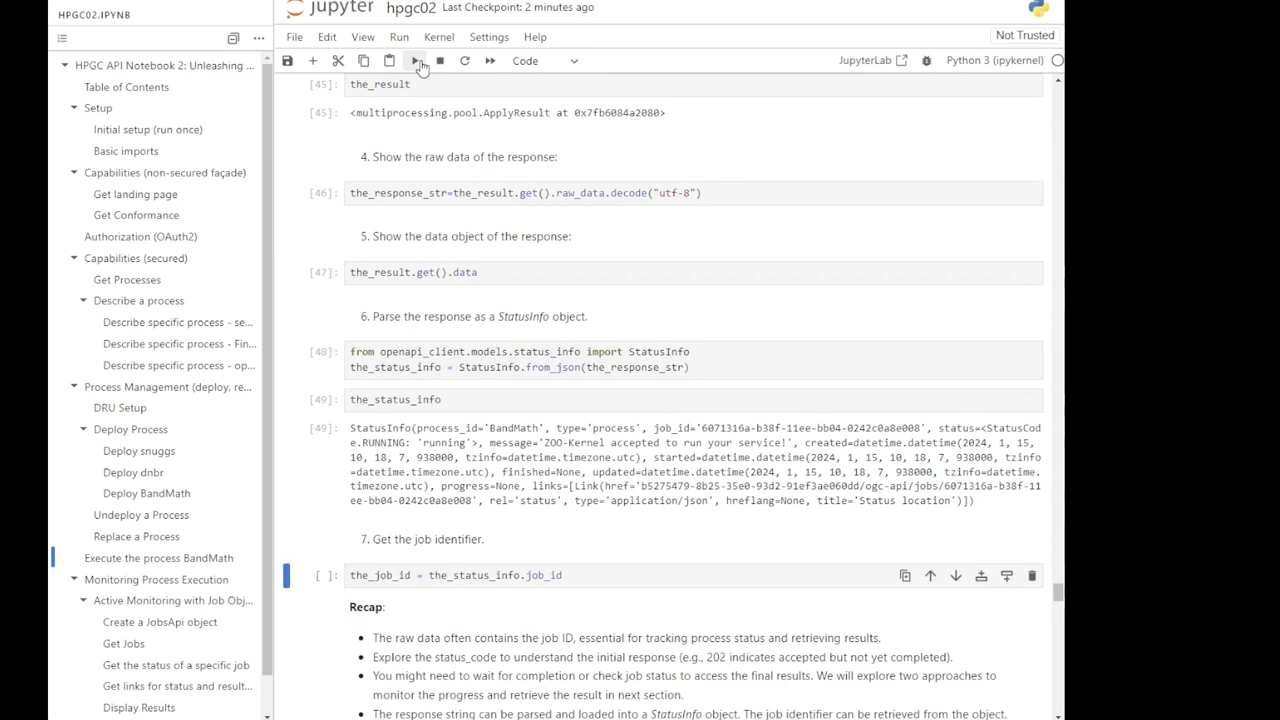 HPGC02.IPYNB
HPGC API Notebook 2: Unleashing ...
Table of Contents
Setup
Initial setup (run once)
Basic imports
Capabilities (non-secured façade)
Get landing page
Get Conformance
Authorization (OAuth2)
Capabilities (secured)
Get Processes
Describe a process
Describe specific process - se...
Describe specific process - Fin...
Describe specific process - op...
Process Management (deploy, re...
DRU Setup
Deploy Process
Deploy snuggs
Deploy dnbr
Deploy BandMath
Undeploy a Process
Replace a Process
Execute the process BandMath
Monitoring Process Execution
Active Monitoring with Job Obj...
Create a JobsApi object
Get Jobs
Get the status of a specific job
Get links for status and result...
Display Results
jupyter hpgc02 Last Checkpoint: 2 minutes ago
File Edit View Run Kernel Settings Help Not Trusted
Code JupyterLab Python 3 (ipykernel)
[45]: the_result
[45]: <multiprocessing.pool.ApplyResult at 0x7fb6084a2080>
4. Show the raw data of the response:
[46]: the_response_str=the_result.get().raw_data.decode("utf-8")
5. Show the data object of the response:
[47]: the_result.get().data
6. Parse the response as a StatusInfo object.
[48]: from openapi_client.models.status_info import StatusInfo
the_status_info = StatusInfo.from_json(the_response_str)
[49]: the_status_info
[49]: StatusInfo(process_id='BandMath', type='process', job_id='6071316a-b38f-11ee-bb04-0242c0a8e008', status=<StatusCod
e.RUNNING: 'running'>, message='ZOO-Kernel accepted to run your service!', created=datetime.datetime(2024, 1, 15,
10, 18, 7, 938000, tzinfo=datetime.timezone.utc), started=datetime.datetime(2024, 1, 15, 10, 18, 7, 938000, tzinfo
=datetime.timezone.utc), finished=None, updated=datetime.datetime(2024, 1, 15, 10, 18, 7, 938000, tzinfo=datetime.
timezone.utc), progress=None, links=[Link(href='b5275479-8b25-35e0-93d2-91ef3ae060dd/ogc-api/jobs/6071316a-b38f-11
ee-bb04-0242c0a8e008', rel='status', type='application/json', hreflang=None, title='Status location')])
7. Get the job identifier.
[ ]: the_job_id = the_status_info.job_id
Recap:
• The raw data often contains the job ID, essential for tracking process status and retrieving results.
• Explore the status_code to understand the initial response (e.g., 202 indicates accepted but not yet completed).
• You might need to wait for completion or check job status to access the final results. We will explore two approaches to
monitor the progress and retrieve the result in next section.
• The response string can be parsed and loaded into a StatusInfo object. The job identifier can be retrieved from the object.